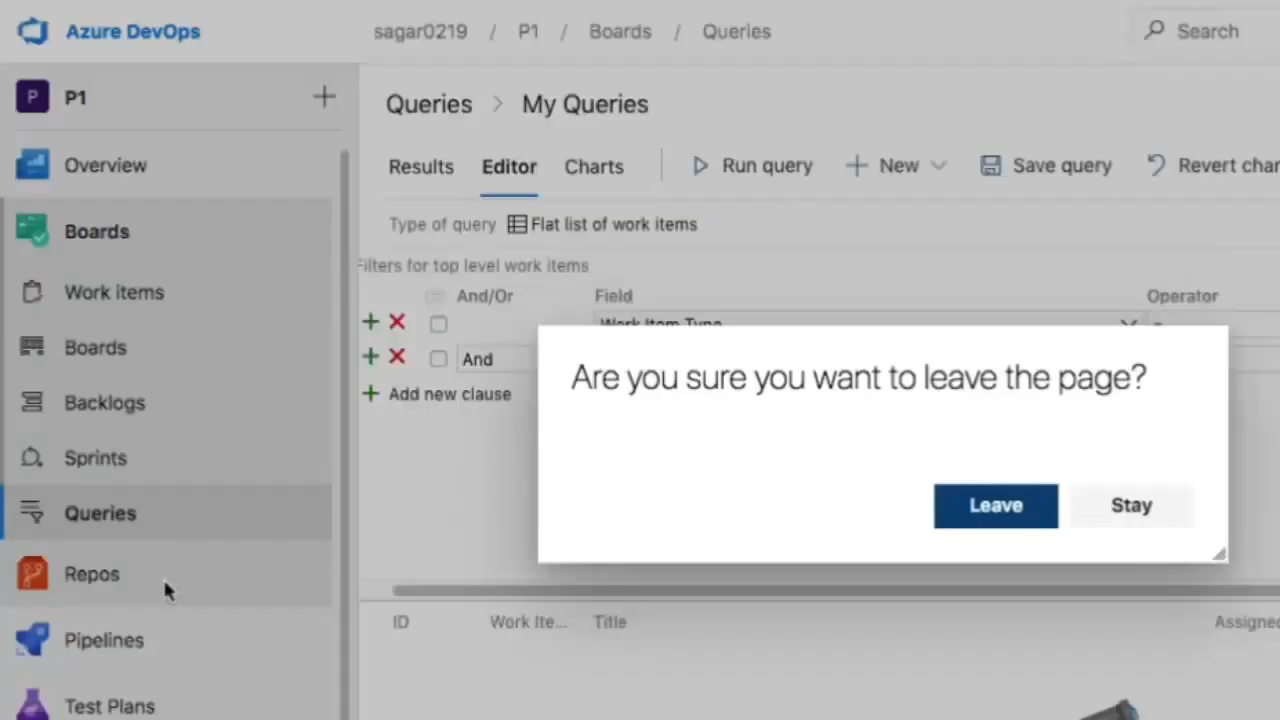 Azure DevOps
sagar0219 / P1 / Boards / Queries
Search
P P1
Overview
Boards
Work items
Boards
Backlogs
Sprints
Queries
Repos
Pipelines
Test Plans
Queries > My Queries
Results Editor Charts Run query New Save query Revert char
Type of query Flat list of work items
Filters for top level work items
And/Or Field Operator
Work Item Type
And
Add new clause
Are you sure you want to leave the page?
Leave Stay
ID Work Ite... Title Assigned